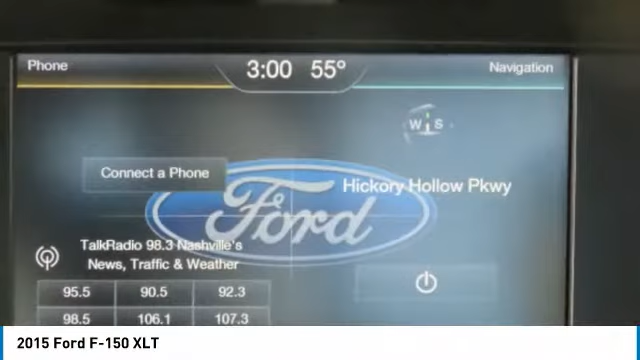 Phone
3:00 55°
Navigation
W S
Connect a Phone
Hickory Hollow Pkwy
Ford
TalkRadio 98.3 Nashville's
News, Traffic & Weather
95.5 90.5 92.3
98.5 106.1 107.3
2015 Ford F-150 XLT